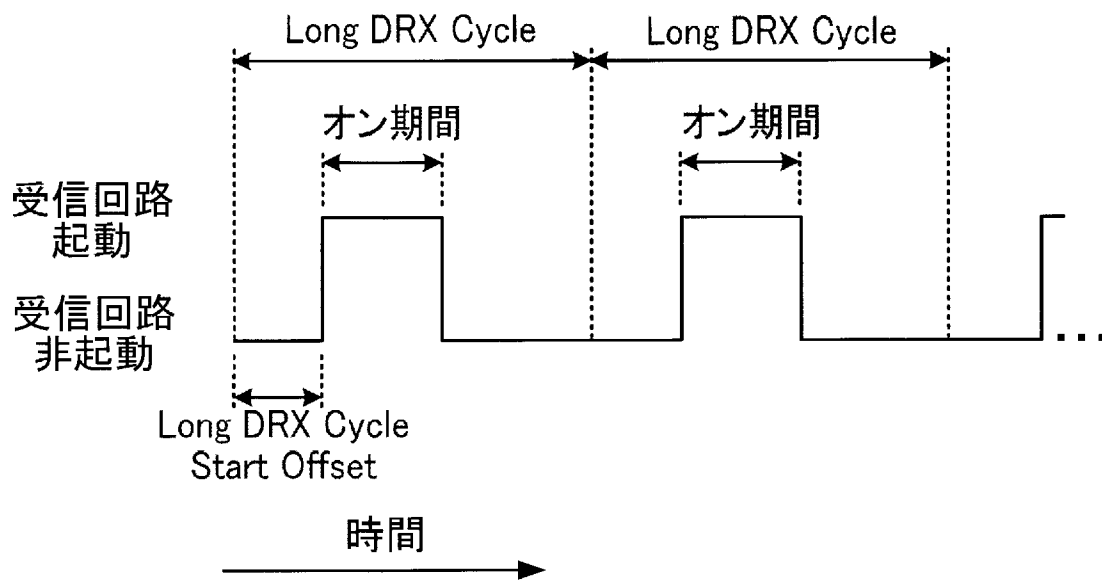 Long DRX Cycle
Long DRX Cycle
オン期間
オン期間
受信回路
起動
受信回路
非起動
Long DRX Cycle
Start Offset
時間